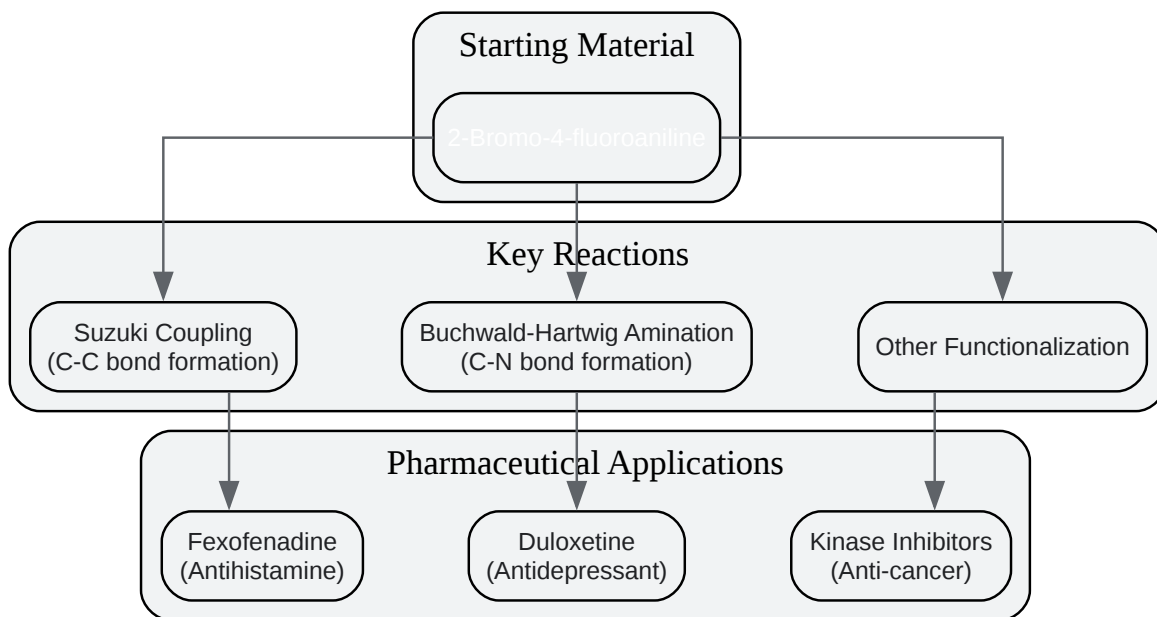 Starting Material
2-Bromo-4-fluoroaniline
Key Reactions
Suzuki Coupling
(C-C bond formation)
Buchwald-Hartwig Amination
(C-N bond formation)
Other Functionalization
Pharmaceutical Applications
Fexofenadine
(Antihistamine)
Duloxetine
(Antidepressant)
Kinase Inhibitors
(Anti-cancer)